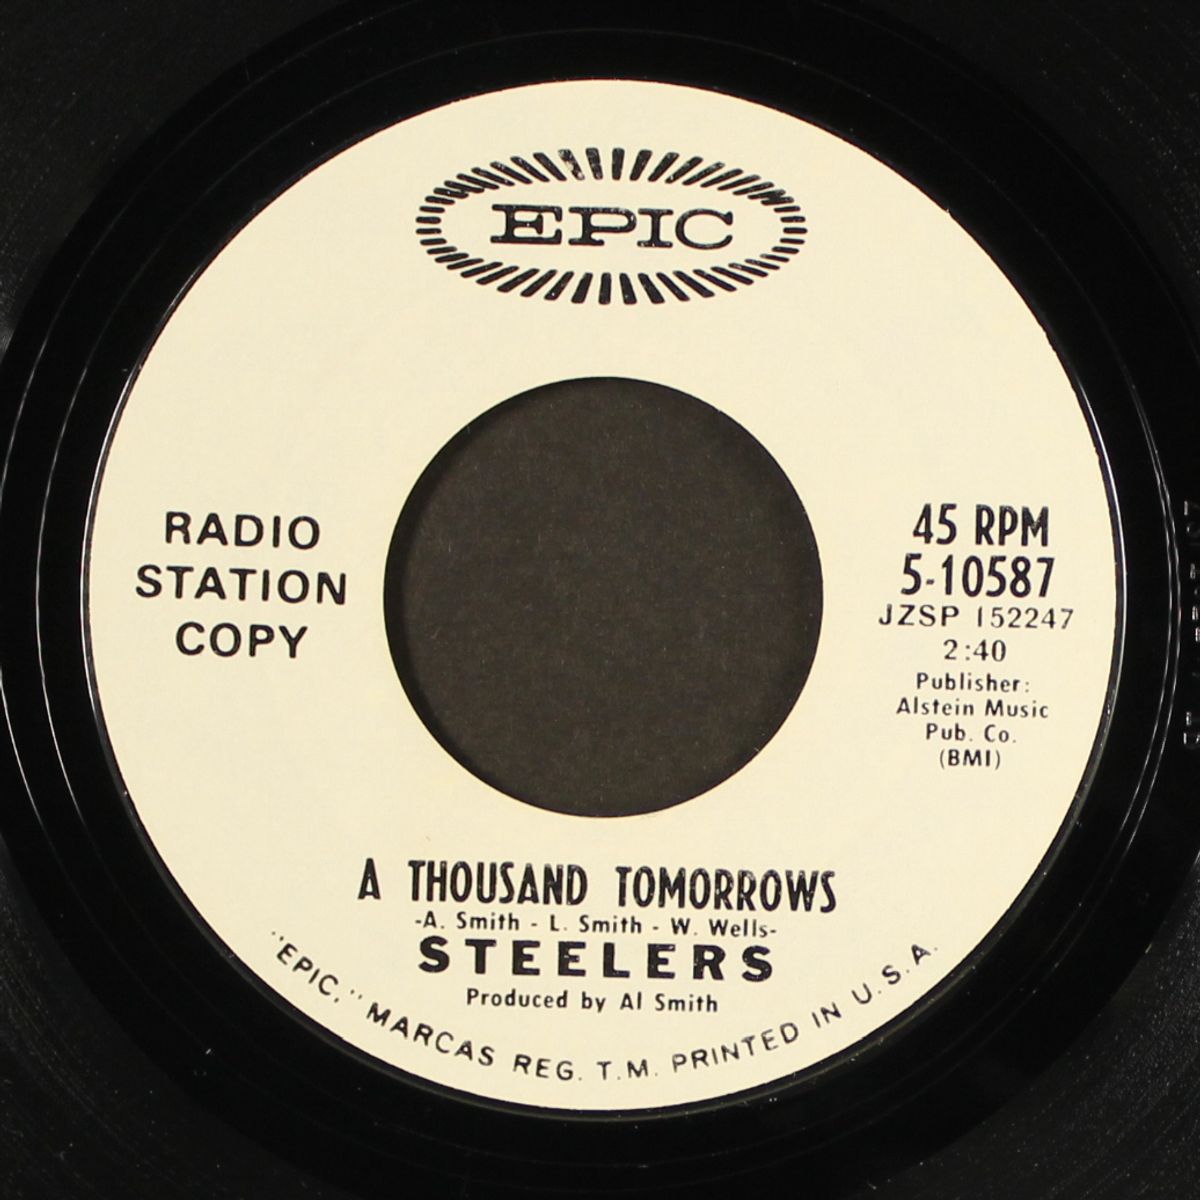 EPIC
RADIO
STATION
COPY
45 RPM
5-10587
JZSP 152247
2:40
Publisher:
Alstein Music
Pub. Co.
(BMI)
A THOUSAND TOMORROWS
-A. Smith - L. Smith - W. Wells-
STEELERS
Produced by Al Smith
"EPIC," MARCAS REG. T.M. PRINTED IN U.S.A.